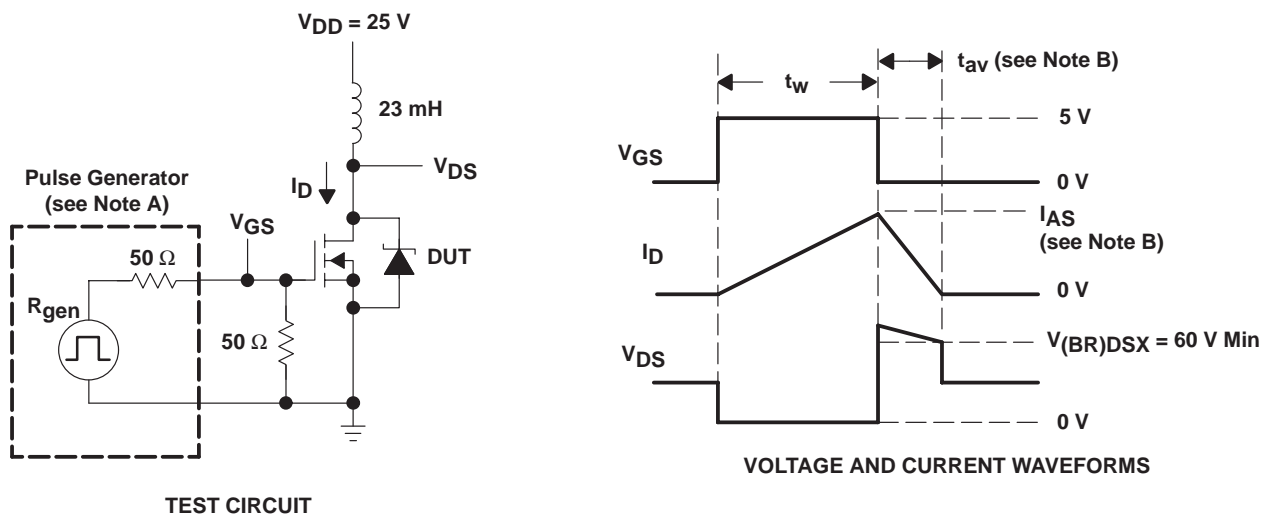 VDD = 25 V
23 mH
VDS
ID
Pulse Generator
(see Note A)
VGS
50 Ω
DUT
Rgen
50 Ω
TEST CIRCUIT
tav (see Note B)
tw
5 V
VGS
0 V
IAS
(see Note B)
ID
0 V
V(BR)DSX = 60 V Min
VDS
0 V
VOLTAGE AND CURRENT WAVEFORMS